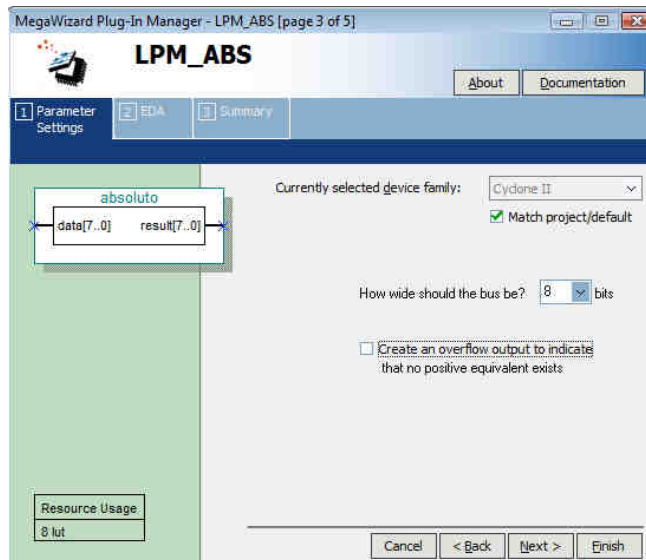 MegaWizard Plug-In Manager - LPM_ABS [page 3 of 5]
LPM_ABS
About
Documentation
1 Parameter Settings
2 EDA
3 Summary
absoluto
data[7..0]
result[7..0]
Currently selected device family:
Cyclone II
Match project/default
How wide should the bus be?
8
bits
Create an overflow output to indicate
that no positive equivalent exists
Resource Usage
8 lut
Cancel
< Back
Next >
Finish